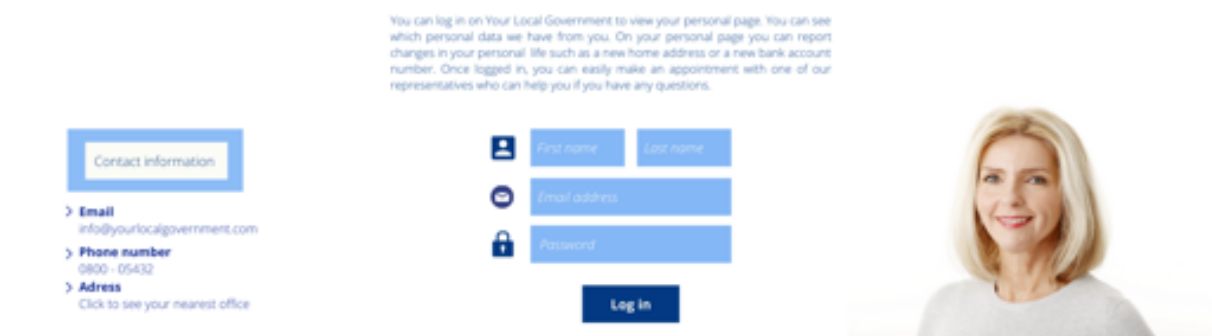 You can log in on Your Local Government to view your personal page. You can see
which personal data we have from you. On your personal page you can report
changes in your personal life such as a new home address or a new bank account
number. Once logged in, you can easily make an appointment with one of our
representatives who can help you if you have any questions.
Contact information
Email
info@yourlocalgovernment.com
Phone number
0800 - 05432
Adress
Click to see your nearest office
First name Last name
Email address
Password
Log in